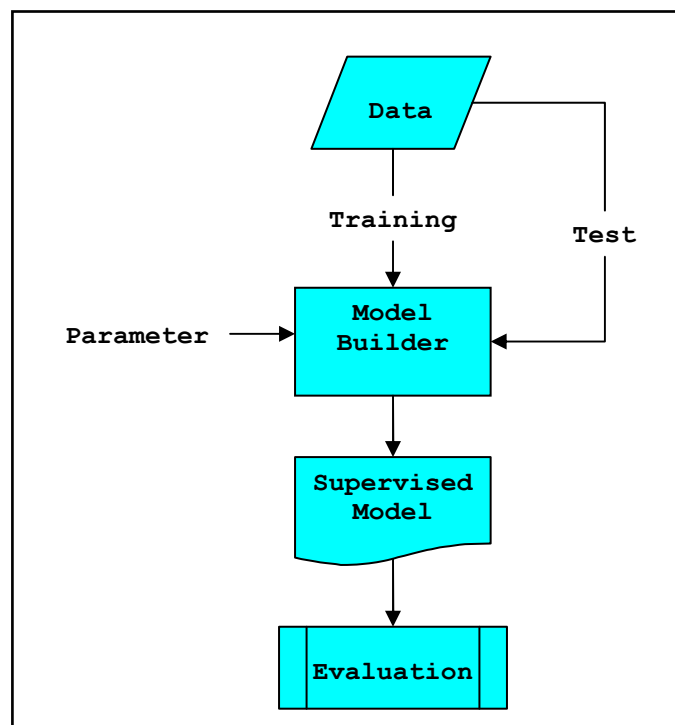 Data
Training
Test
Model
Builder
Parameter
Supervised
Model
Evaluation